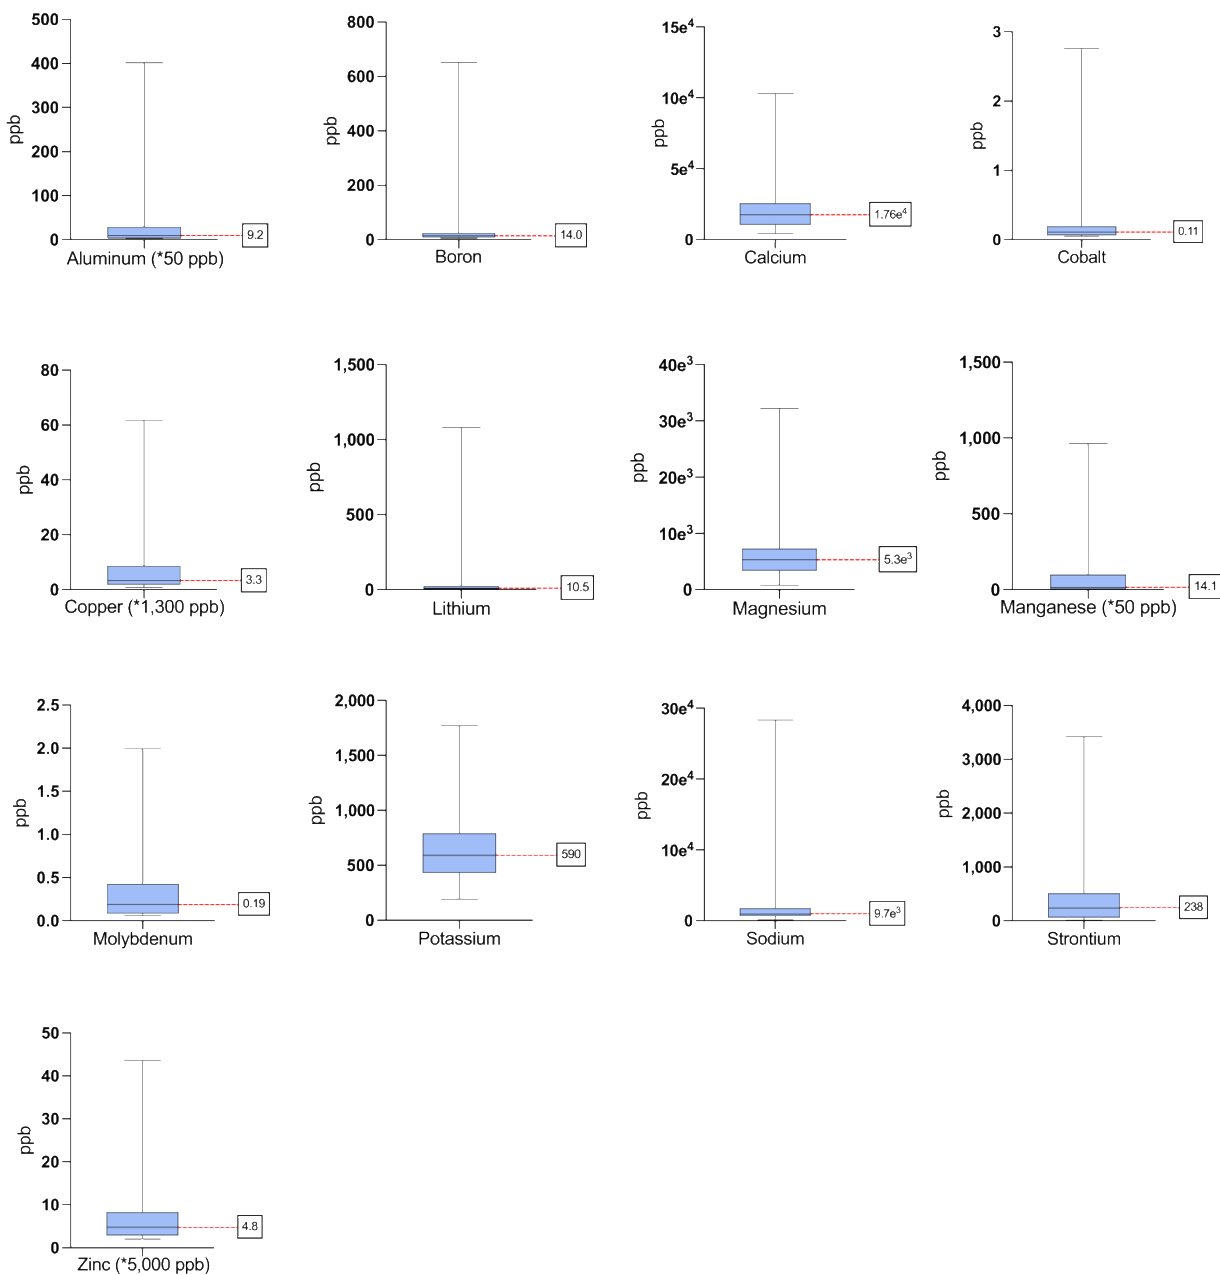 500
400
300
200
100
0
ppb
9.2
Aluminum (*50 ppb)
800
600
400
200
0
ppb
14.0
Boron
15e⁴
10e⁴
5e⁴
0
ppb
1.76e⁴
Calcium
3
2
1
0
ppb
0.11
Cobalt
80
60
40
20
0
ppb
3.3
Copper (*1,300 ppb)
1,500
1,000
500
0
ppb
10.5
Lithium
40e³
30e³
20e³
10e³
0
ppb
5.3e³
Magnesium
1,500
1,000
500
0
ppb
14.1
Manganese (*50 ppb)
2.5
2.0
1.5
1.0
0.5
0.0
ppb
0.19
Molybdenum
2,000
1,500
1,000
500
0
ppb
590
Potassium
30e⁴
20e⁴
10e⁴
0
ppb
9.7e³
Sodium
4,000
3,000
2,000
1,000
0
ppb
238
Strontium
50
40
30
20
10
0
ppb
4.8
Zinc (*5,000 ppb)